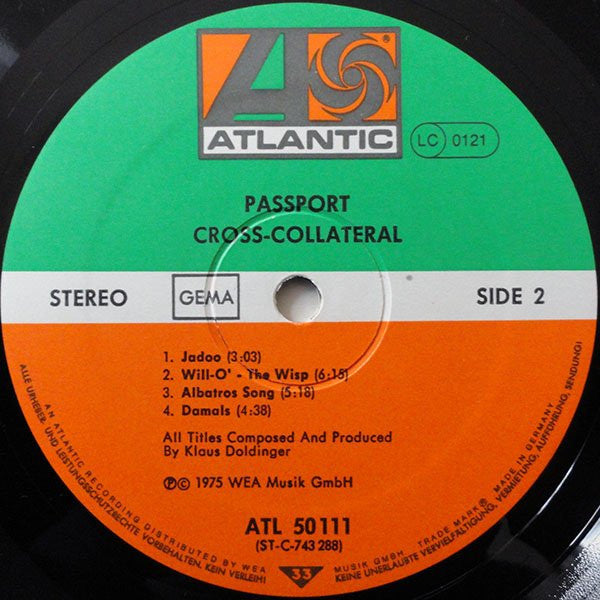 ATLANTIC
®
LC 0121
PASSPORT
CROSS-COLLATERAL
STEREO GEMA SIDE 2
1. Jadoo (3:03)
2. Will-O' - The Wisp (6:15)
3. Albatros Song (5:18)
4. Damals (4:38)
All Titles Composed And Produced
By Klaus Doldinger
℗© 1975 WEA Musik GmbH
ATL 50111
(ST-C-743 288)
33
AN ATLANTIC RECORDING DISTRIBUTED BY WEA MUSIK GMBH TRADE MARK® MADE IN GERMANY
ALLE URHEBER- UND LEISTUNGSSCHUTZRECHTE VORBEHALTEN, KEIN VERLEIH! KEINE UNERLAUBTE VERVIELFÄLTIGUNG, VERMIETUNG, AUFFÜHRUNG, SENDUNG!